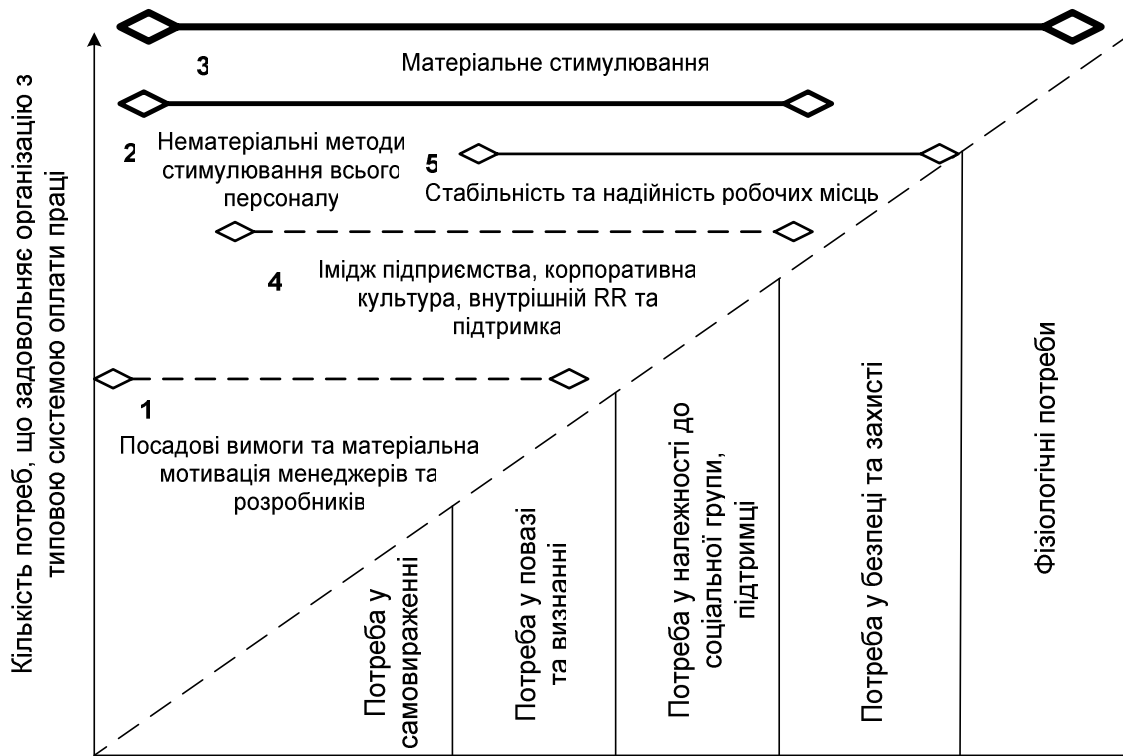 Кількість потреб, що задовольняє організацію з
типовою системою оплати праці
3
Матеріальне стимулювання
2
Нематеріальні методи
стимулювання всього
персоналу
5
Стабільність та надійність робочих місць
4
Імідж підприємства, корпоративна
культура, внутрішній RR та
підтримка
1
Посадові вимоги та матеріальна
мотивація менеджерів та
розробників
Потреба у
самовираженні
Потреба у повазі
та визнанні
Потреба у належності до
соціальної групи,
підтримці
Потреба у безпеці та захисті
Фізіологічні потреби